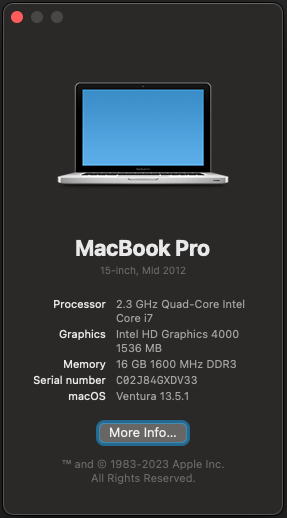 MacBook Pro
15-inch, Mid 2012
Processor 2.3 GHz Quad-Core Intel
Core i7
Graphics Intel HD Graphics 4000
1536 MB
Memory 16 GB 1600 MHz DDR3
Serial number C02J84GXDV33
macOS Ventura 13.5.1
More Info...
™ and © 1983-2023 Apple Inc.
All Rights Reserved.